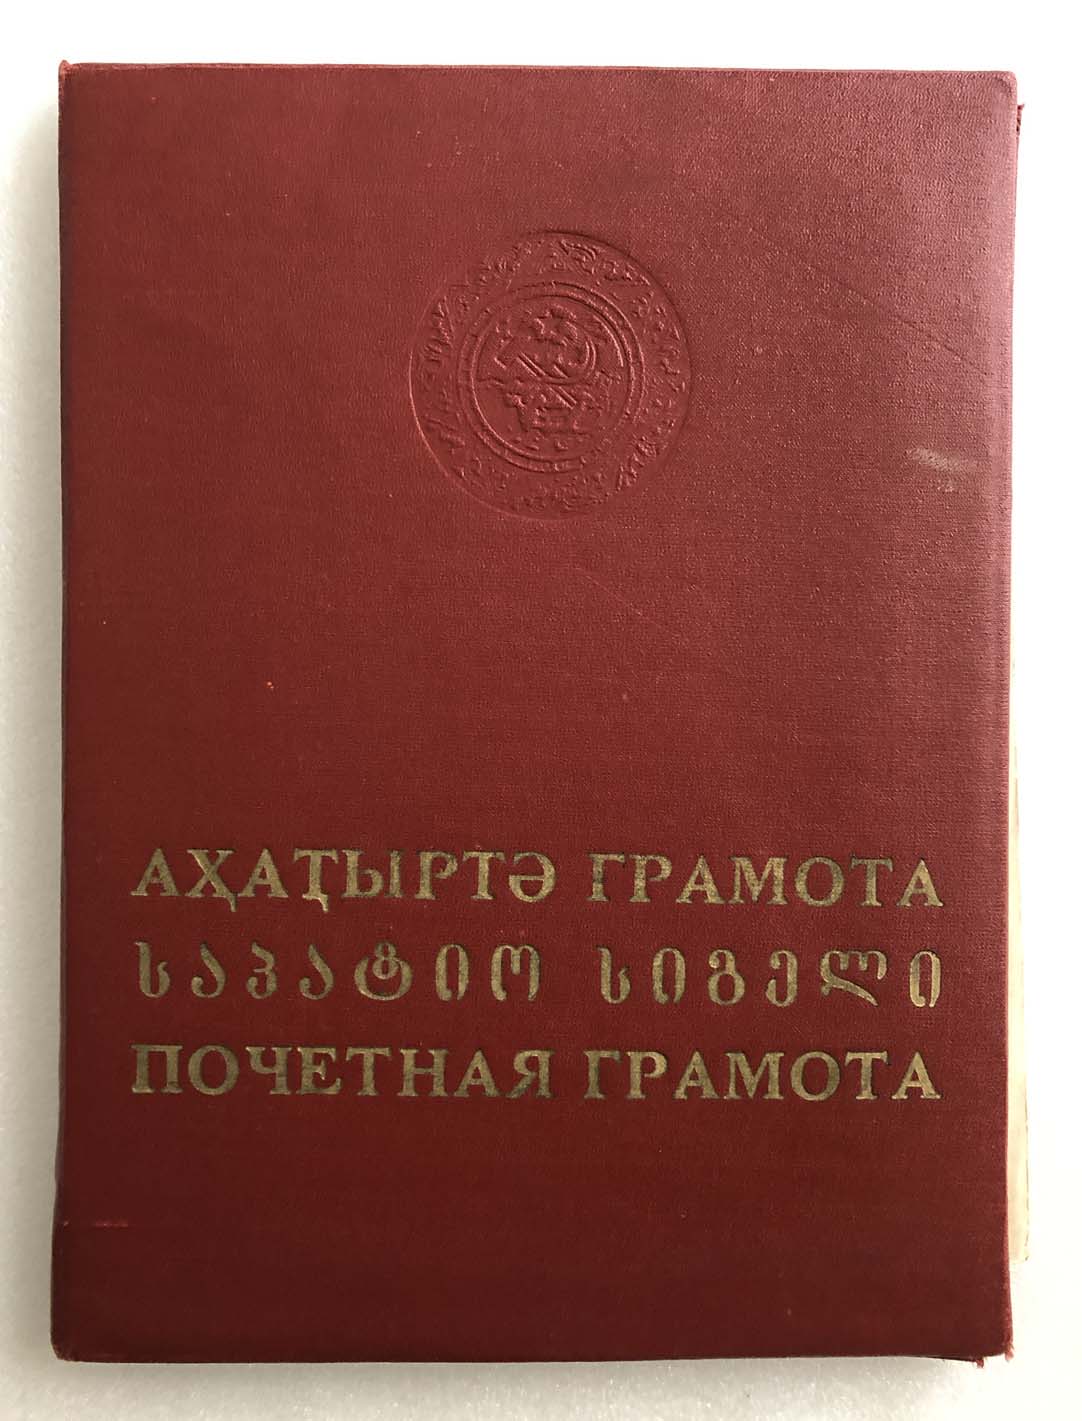 АҲАҬЫРТӘ ГРАМОТА
ᲡᲐᲞᲐᲢᲘᲝ ᲡᲘᲒᲔᲚᲘ
ПОЧЕТНАЯ ГРАМОТА